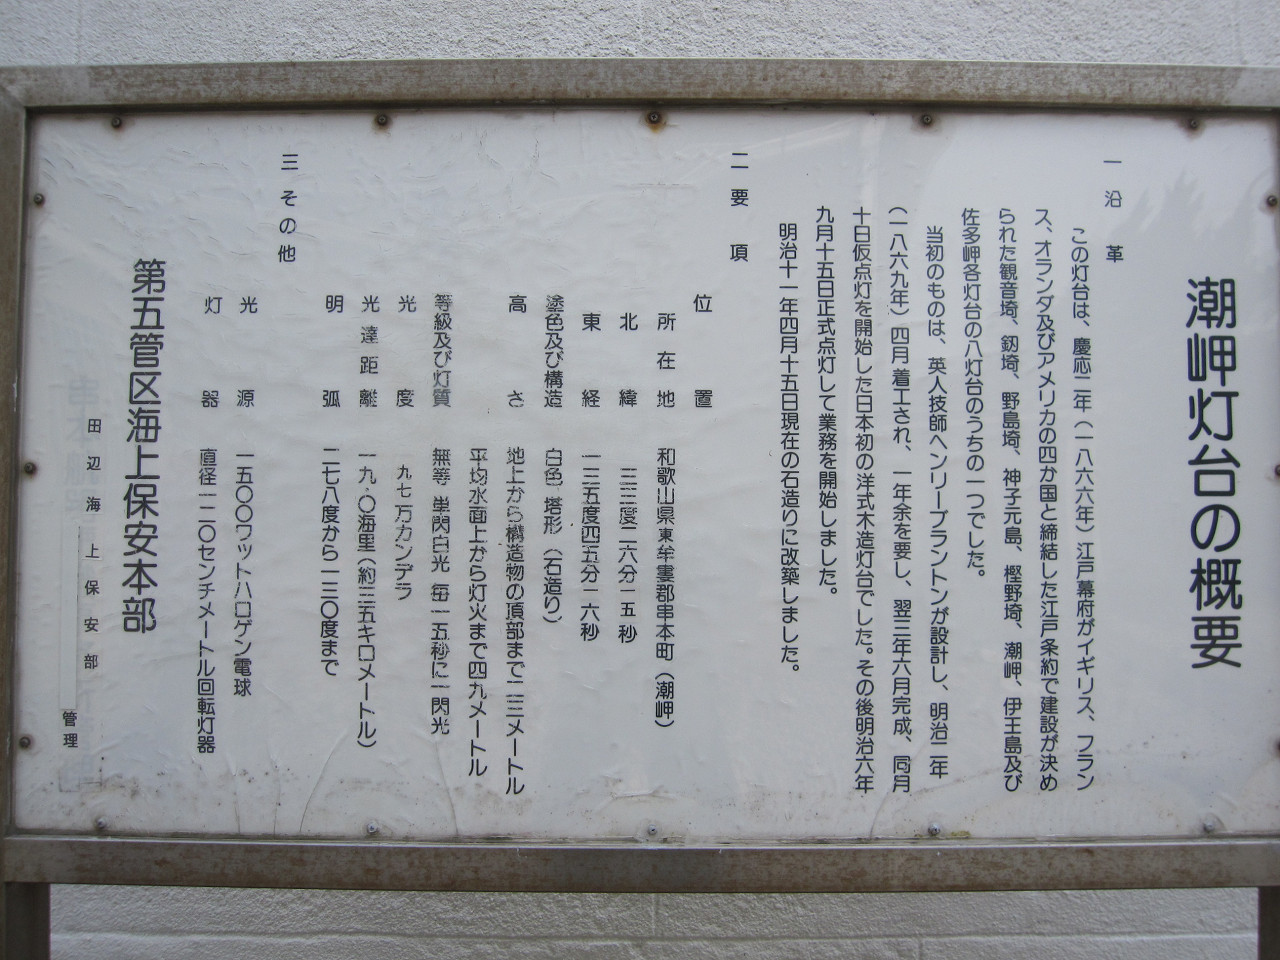 潮岬灯台の概要
一 沿革
この灯台は、慶応二年（一八六六年）江戸幕府がイギリス、フラン
ス、オランダ及びアメリカの四か国と締結した江戸条約で建設が決め
られた観音埼、釼埼、野島埼、神子元島、樫野埼、潮岬、伊王島及び
佐多岬各灯台の八灯台のうちの一つでした。
当初のものは、英人技師ヘンリーブラントンが設計し、明治二年
（一八六九年）四月着工され、一年余を要し、翌三年六月完成、同月
十日仮点灯を開始した日本初の洋式木造灯台でした。その後明治六年
九月十五日正式点灯して業務を開始しました。
明治十一年四月十五日現在の石造りに改築しました。
二 要項
位置
所在地 和歌山県東牟婁郡串本町（潮岬）
北緯 三三度二六分一五秒
東経 一三五度四五分一六秒
塗色及び構造 白色 塔形（石造り）
高さ 地上から構造物の頂部まで二三メートル
平均水面上から灯火まで四九メートル
等級及び灯質 無等 単閃白光 毎一五秒に一閃光
光度 九七万カンデラ
光達距離 一九・〇海里（約三五キロメートル）
明弧 二七八度から一三〇度まで
三 その他
光源 一五〇〇ワットハロゲン電球
灯器 直径一二〇センチメートル回転灯器
第五管区海上保安本部
田辺海上保安部
管理